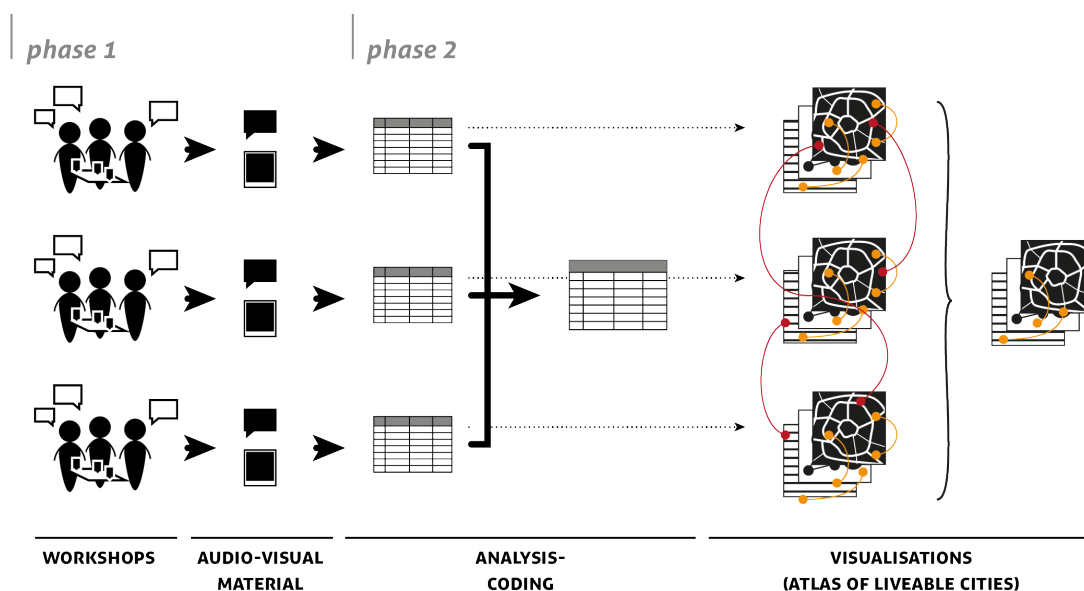 phase 1
phase 2
WORKSHOPS
AUDIO-VISUAL
MATERIAL
ANALYSIS-
CODING
VISUALISATIONS
(ATLAS OF LIVEABLE CITIES)